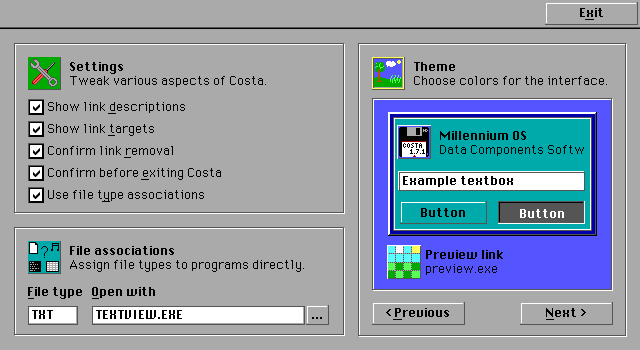 Exit
Settings
Tweak various aspects of Costa.
Show link descriptions
Show link targets
Confirm link removal
Confirm before exiting Costa
Use file type associations
File associations
Assign file types to programs directly.
File type Open with
TXT TEXTVIEW.EXE ...
Theme
Choose colors for the interface.
COSTA
1.7.1
Millennium OS
Data Components Softw
Example textbox
Button Button
Preview link
preview.exe
< Previous Next >